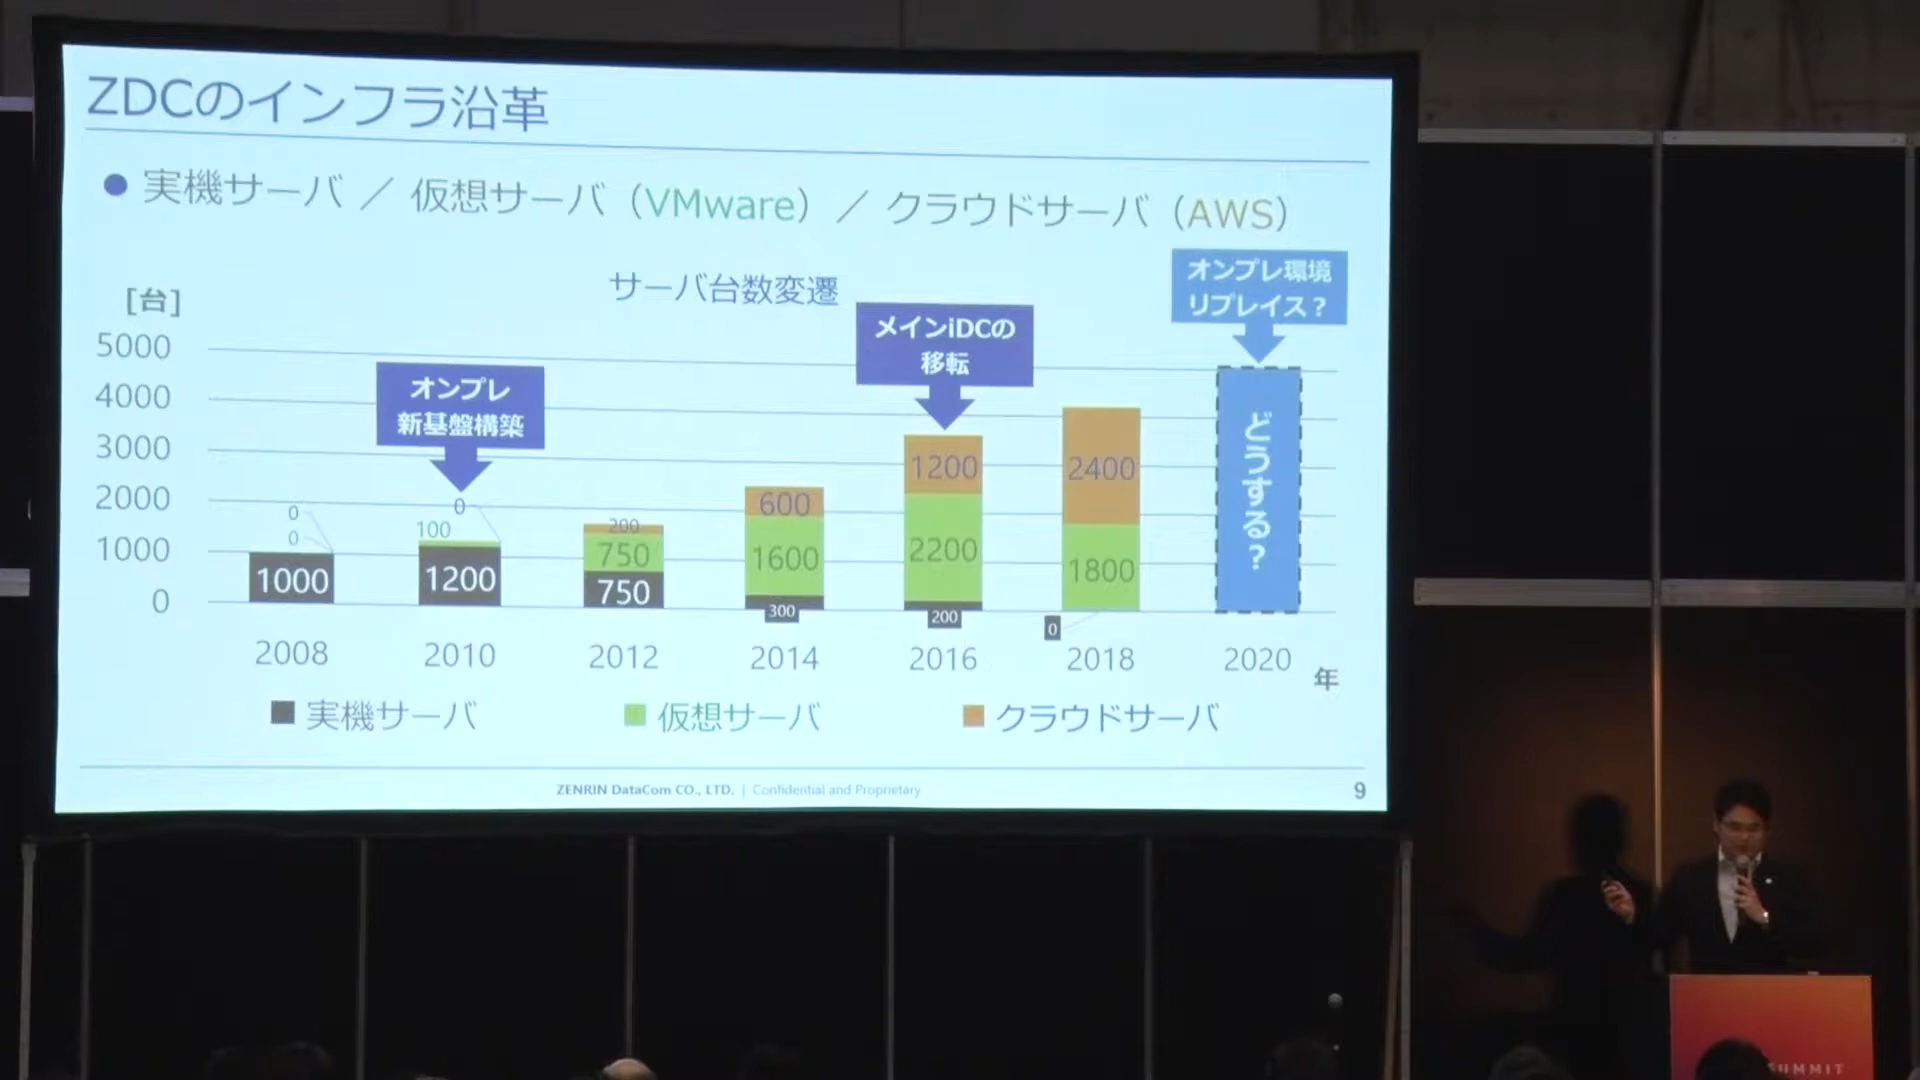 ZDCのインフラ沿革
● 実機サーバ ／ 仮想サーバ（VMware）／ クラウドサーバ（AWS）
サーバ台数変遷
[台]
オンプレ環境
リプレイス？
メインiDCの
移転
オンプレ
新基盤構築
5000
4000
3000
2000
1000
0
0
0
1000
0
100
1200
200
750
750
600
1600
300
1200
2200
200
2400
1800
0
どうする？
2008 2010 2012 2014 2016 2018 2020 年
実機サーバ 仮想サーバ クラウドサーバ
ZENRIN DataCom CO., LTD. | Confidential and Proprietary
9
SUMMIT